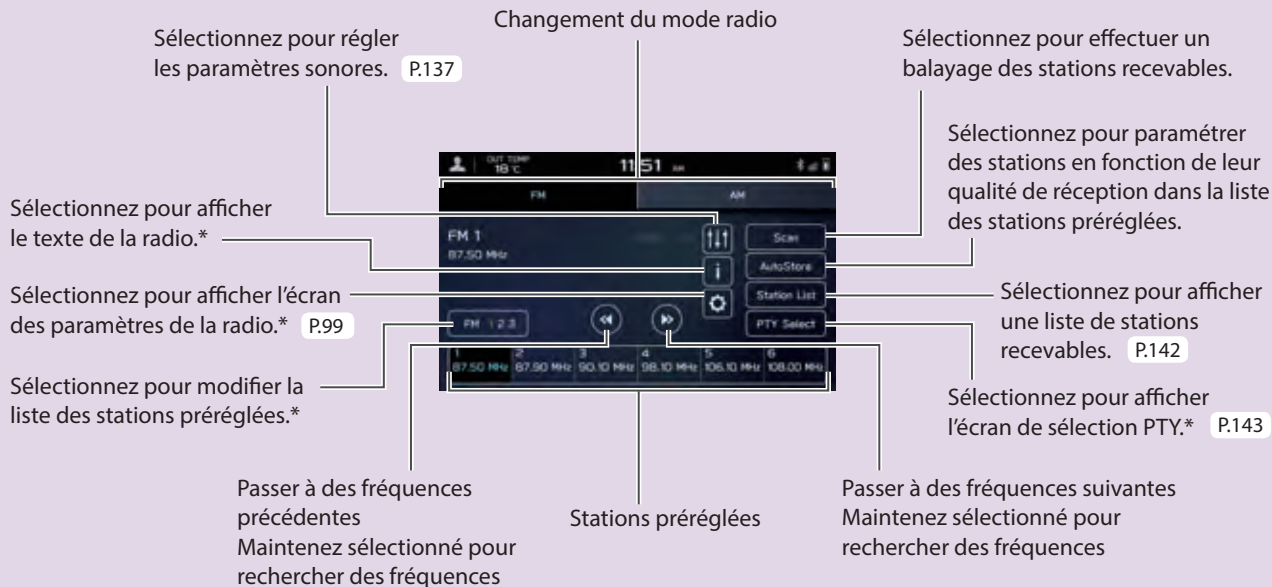 Changement du mode radio
Sélectionnez pour régler
les paramètres sonores. P.137
Sélectionnez pour effectuer un
balayage des stations recevables.
Sélectionnez pour paramétrer
des stations en fonction de leur
qualité de réception dans la liste
des stations préréglées.
Sélectionnez pour afficher
le texte de la radio.*
Sélectionnez pour afficher l'écran
des paramètres de la radio.* P.99
Sélectionnez pour modifier la
liste des stations préréglées.*
OUT TEMP
18°C
11:51 AM
FM AM
FM 1
87.50 MHz
i
Scan
AutoStore
Station List
PTY Select
FM 1 2 3
1 2 3 4 5 6
87.50 MHz 87.90 MHz 90.10 MHz 98.10 MHz 106.10 MHz 108.00 MHz
Sélectionnez pour afficher
une liste de stations
recevables. P.142
Sélectionnez pour afficher
l'écran de sélection PTY.* P.143
Passer à des fréquences
précédentes
Maintenez sélectionné pour
rechercher des fréquences
Stations préréglées
Passer à des fréquences suivantes
Maintenez sélectionné pour
rechercher des fréquences